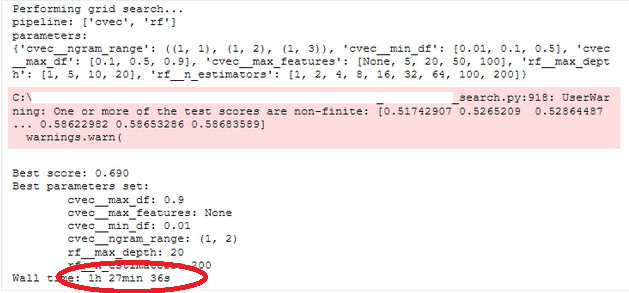 Performing grid search...
pipeline: ['cvec', 'rf']
parameters:
{'cvec__ngram_range': ((1, 1), (1, 2), (1, 3)), 'cvec__min_df': [0.01, 0.1, 0.5], 'cvec
__max_df': [0.1, 0.5, 0.9], 'cvec__max_features': [None, 5, 20, 50, 100], 'rf__max_dept
h': [1, 5, 10, 20], 'rf__n_estimators': [1, 2, 4, 8, 16, 32, 64, 100, 200]}
C:\ _ _search.py:918: UserWar
ning: One or more of the test scores are non-finite: [0.51742907 0.5265209 0.52864487
... 0.58622982 0.58653286 0.58683589]
warnings.warn(
Best score: 0.690
Best parameters set:
cvec__max_df: 0.9
cvec__max_features: None
cvec__min_df: 0.01
cvec__ngram_range: (1, 2)
rf__max_depth: 20
rf__n_estimators: 200
Wall time: 1h 27min 36s